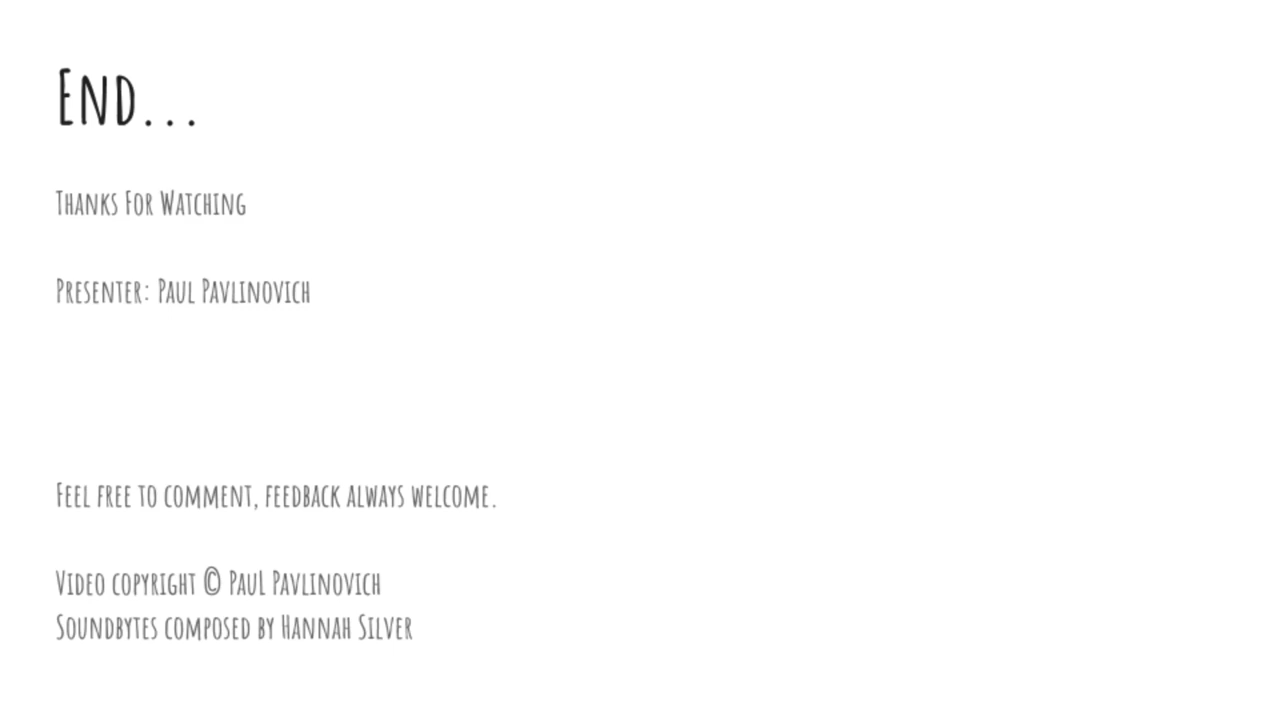 End...
Thanks For Watching
Presenter: Paul Pavlinovich
Feel free to comment, feedback always welcome.
Video copyright © Paul Pavlinovich
Soundbytes composed by Hannah Silver